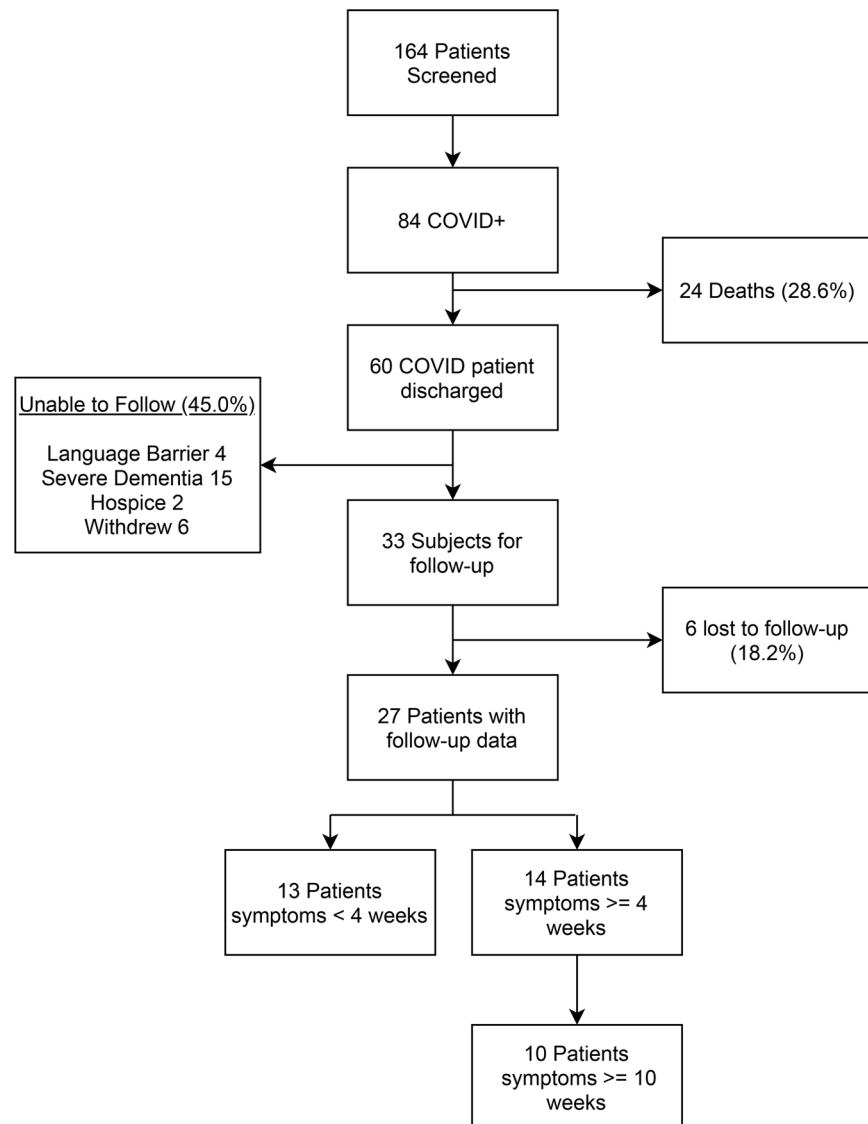 164 Patients
Screened
84 COVID+
24 Deaths (28.6%)
60 COVID patient
discharged
Unable to Follow (45.0%)
Language Barrier 4
Severe Dementia 15
Hospice 2
Withdrew 6
33 Subjects for
follow-up
6 lost to follow-up
(18.2%)
27 Patients with
follow-up data
13 Patients
symptoms < 4 weeks
14 Patients
symptoms >= 4
weeks
10 Patients
symptoms >= 10
weeks